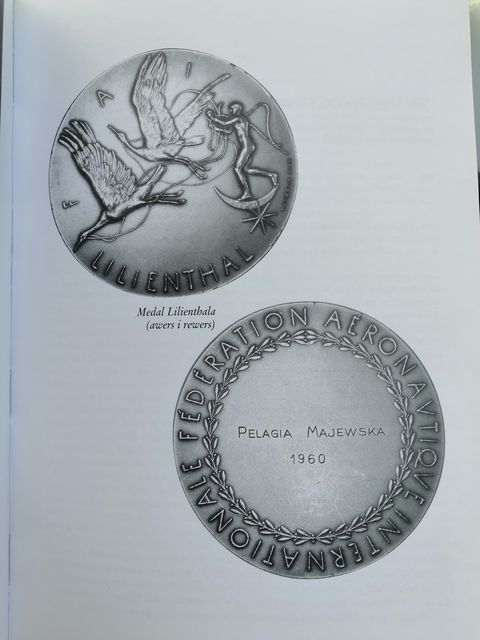 F A I
LILIENTHAL
Medal Lilienthala
(awers i rewers)
FÉDÉRATION AÉRONAUTIQUE INTERNATIONALE
PELAGIA MAJEWSKA
1960